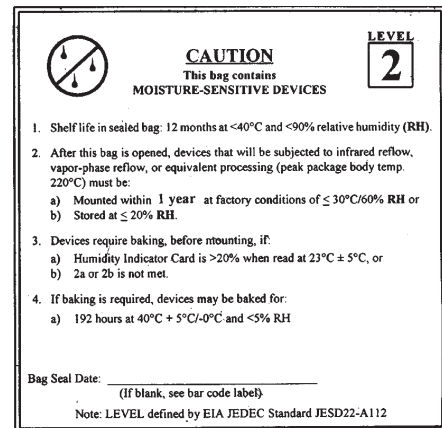 LEVEL
2
CAUTION
This bag contains
MOISTURE-SENSITIVE DEVICES
1. Shelf life in sealed bag: 12 months at <40°C and <90% relative humidity (RH).
2. After this bag is opened, devices that will be subjected to infrared reflow,
vapor-phase reflow, or equivalent processing (peak package body temp.
220°C) must be:
a) Mounted within 1 year at factory conditions of ≤ 30°C/60% RH or
b) Stored at ≤ 20% RH.
3. Devices require baking, before mounting, if:
a) Humidity Indicator Card is >20% when read at 23°C ± 5°C, or
b) 2a or 2b is not met.
4. If baking is required, devices may be baked for:
a) 192 hours at 40°C + 5°C/-0°C and <5% RH
Bag Seal Date:
(If blank, see bar code label)
Note: LEVEL defined by EIA JEDEC Standard JESD22-A112